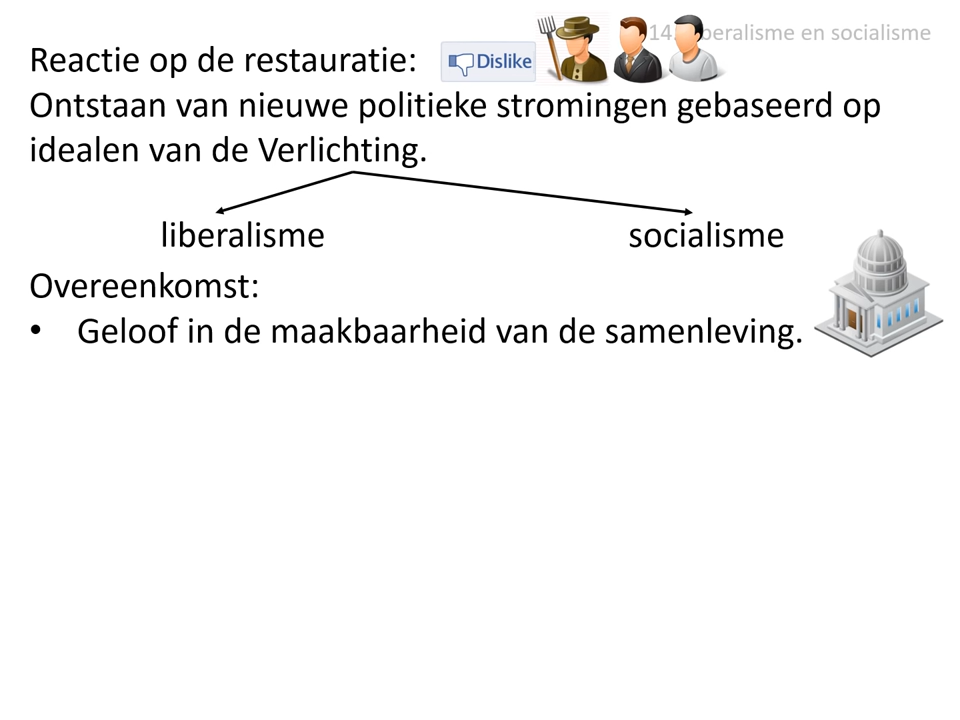 14. liberalisme en socialisme
Reactie op de restauratie:
Dislike
Ontstaan van nieuwe politieke stromingen gebaseerd op
idealen van de Verlichting.
liberalisme socialisme
Overeenkomst:
• Geloof in de maakbaarheid van de samenleving.